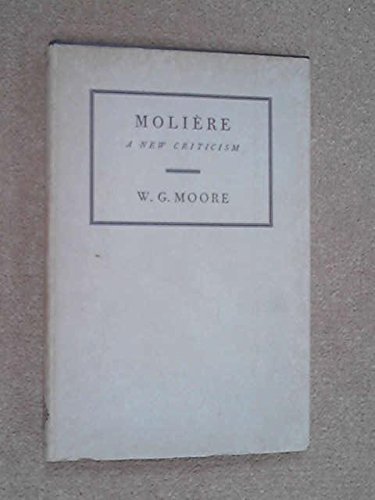 MOLIÈRE
A NEW CRITICISM
W. G. MOORE